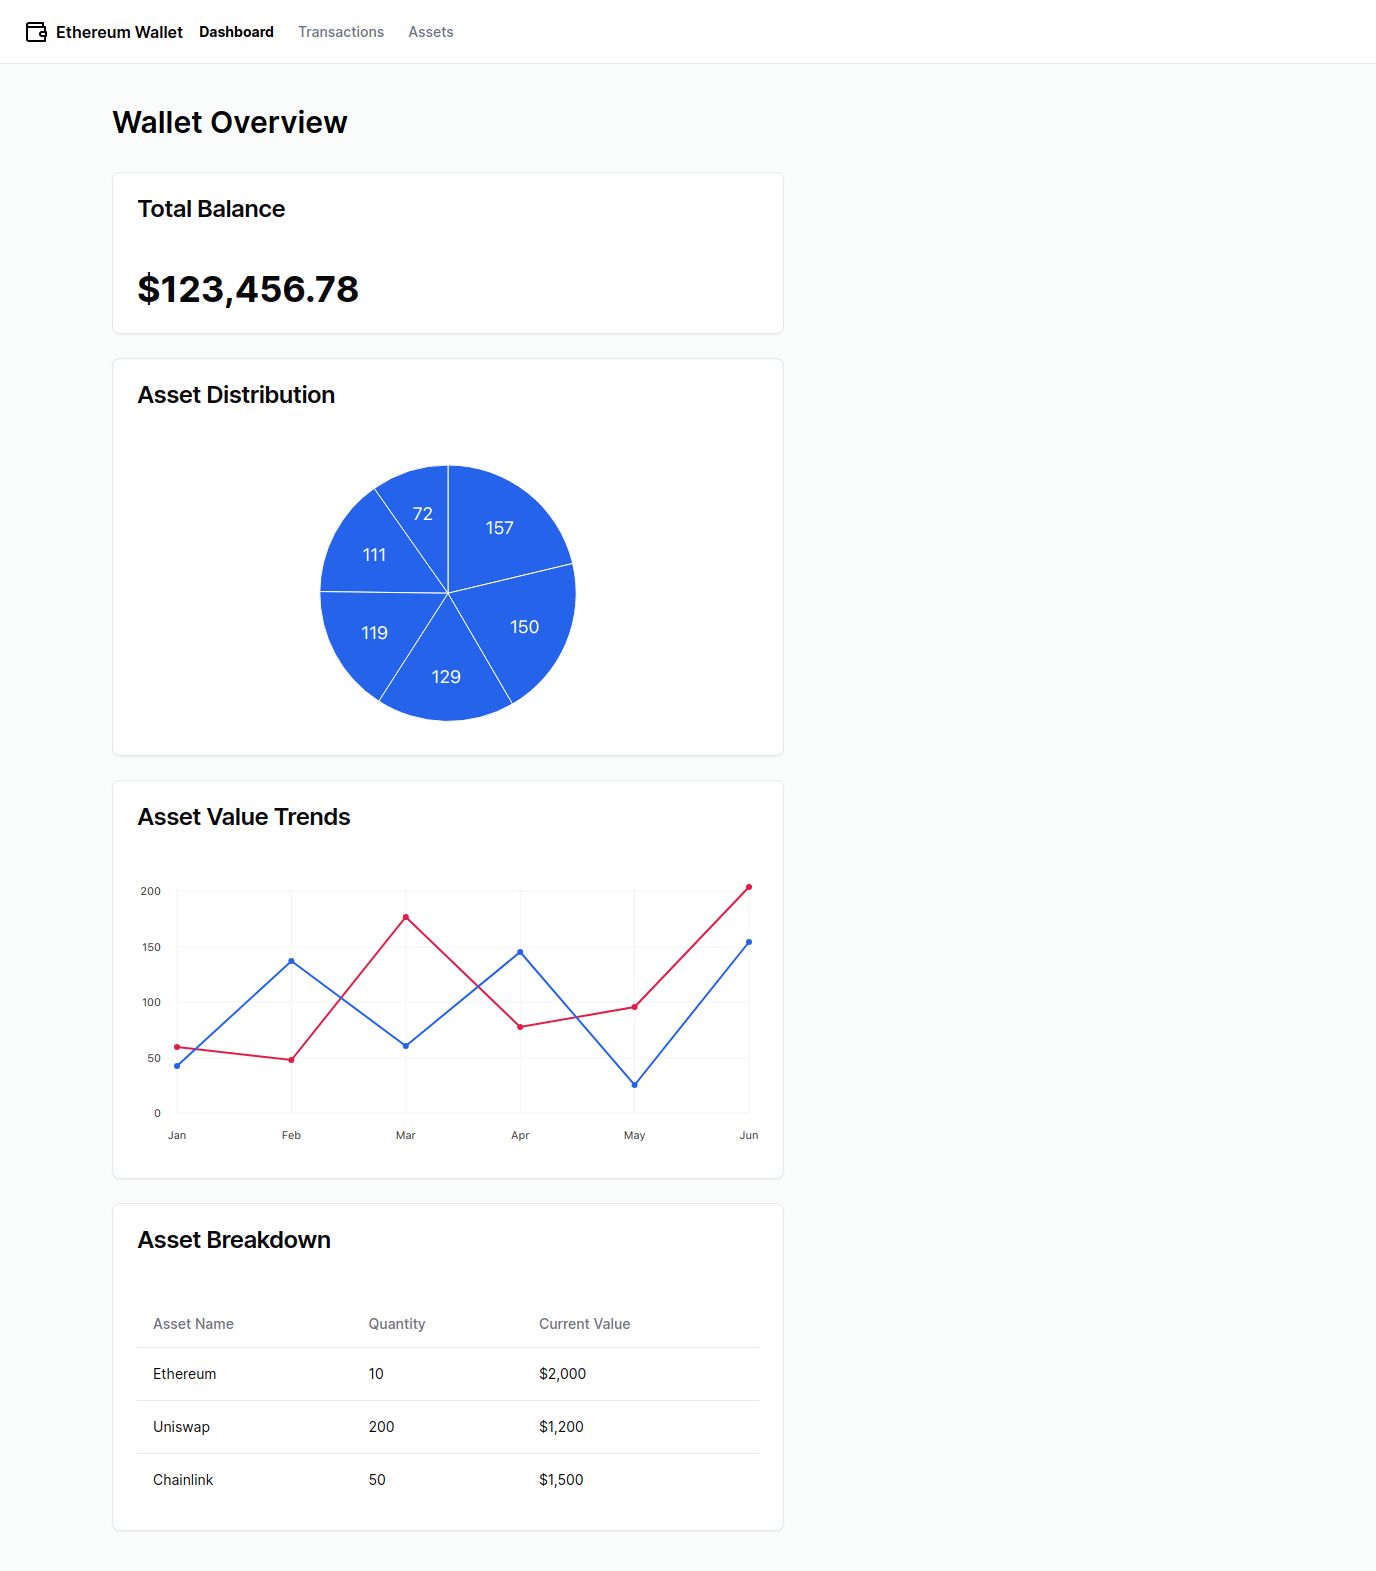 Ethereum Wallet Dashboard Transactions Assets
Wallet Overview
Total Balance
$123,456.78
Asset Distribution
72 157
111
150
119
129
Asset Value Trends
200
150
100
50
0
Jan Feb Mar Apr May Jun
Asset Breakdown
Asset Name Quantity Current Value
Ethereum 10 $2,000
Uniswap 200 $1,200
Chainlink 50 $1,500